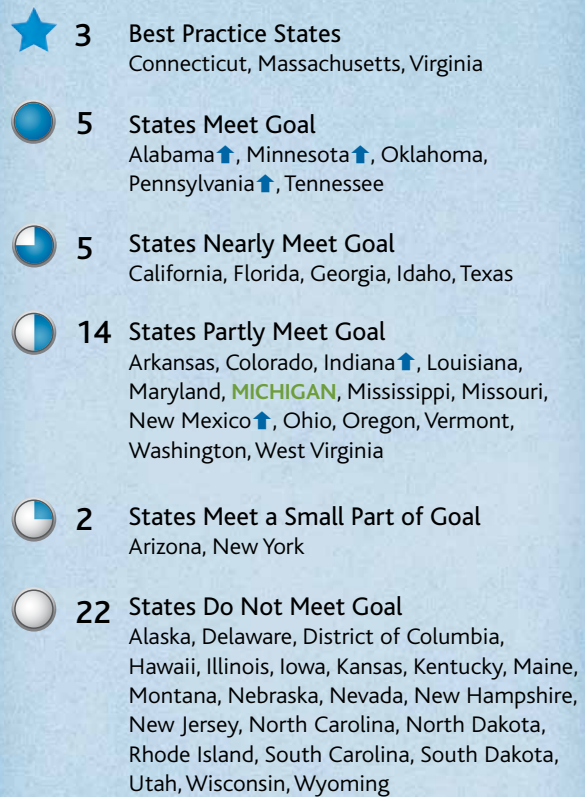 3 Best Practice States
Connecticut, Massachusetts, Virginia
5 States Meet Goal
Alabama⬆, Minnesota⬆, Oklahoma,
Pennsylvania⬆, Tennessee
5 States Nearly Meet Goal
California, Florida, Georgia, Idaho, Texas
14 States Partly Meet Goal
Arkansas, Colorado, Indiana⬆, Louisiana,
Maryland, MICHIGAN, Mississippi, Missouri,
New Mexico⬆, Ohio, Oregon, Vermont,
Washington, West Virginia
2 States Meet a Small Part of Goal
Arizona, New York
22 States Do Not Meet Goal
Alaska, Delaware, District of Columbia,
Hawaii, Illinois, Iowa, Kansas, Kentucky, Maine,
Montana, Nebraska, Nevada, New Hampshire,
New Jersey, North Carolina, North Dakota,
Rhode Island, South Carolina, South Dakota,
Utah, Wisconsin, Wyoming